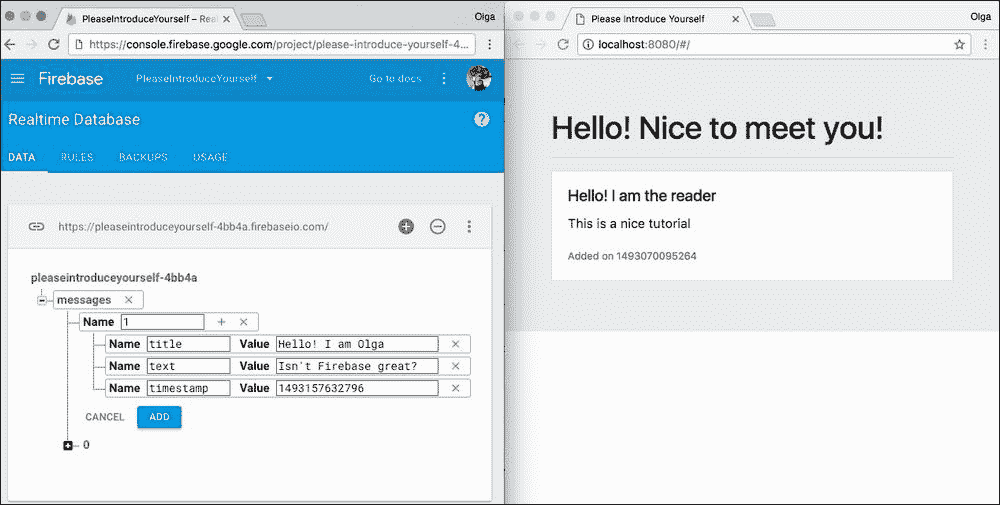 PleaseIntroduceYourself – Rea
Olga
https://console.firebase.google.com/project/please-introduce-yourself-4...
Firebase
PleaseIntroduceYourself
Go to docs
Realtime Database
?
DATA RULES BACKUPS USAGE
https://pleaseintroduceyourself-4bb4a.firebaseio.com/
pleaseintroduceyourself-4bb4a
messages
Name 1
Name title Value Hello! I am Olga
Name text Value Isn't Firebase great?
Name timestamp Value 1493157632796
CANCEL ADD
0
Please Introduce Yourself
Olga
localhost:8080/#/
Hello! Nice to meet you!
Hello! I am the reader
This is a nice tutorial
Added on 1493070095264